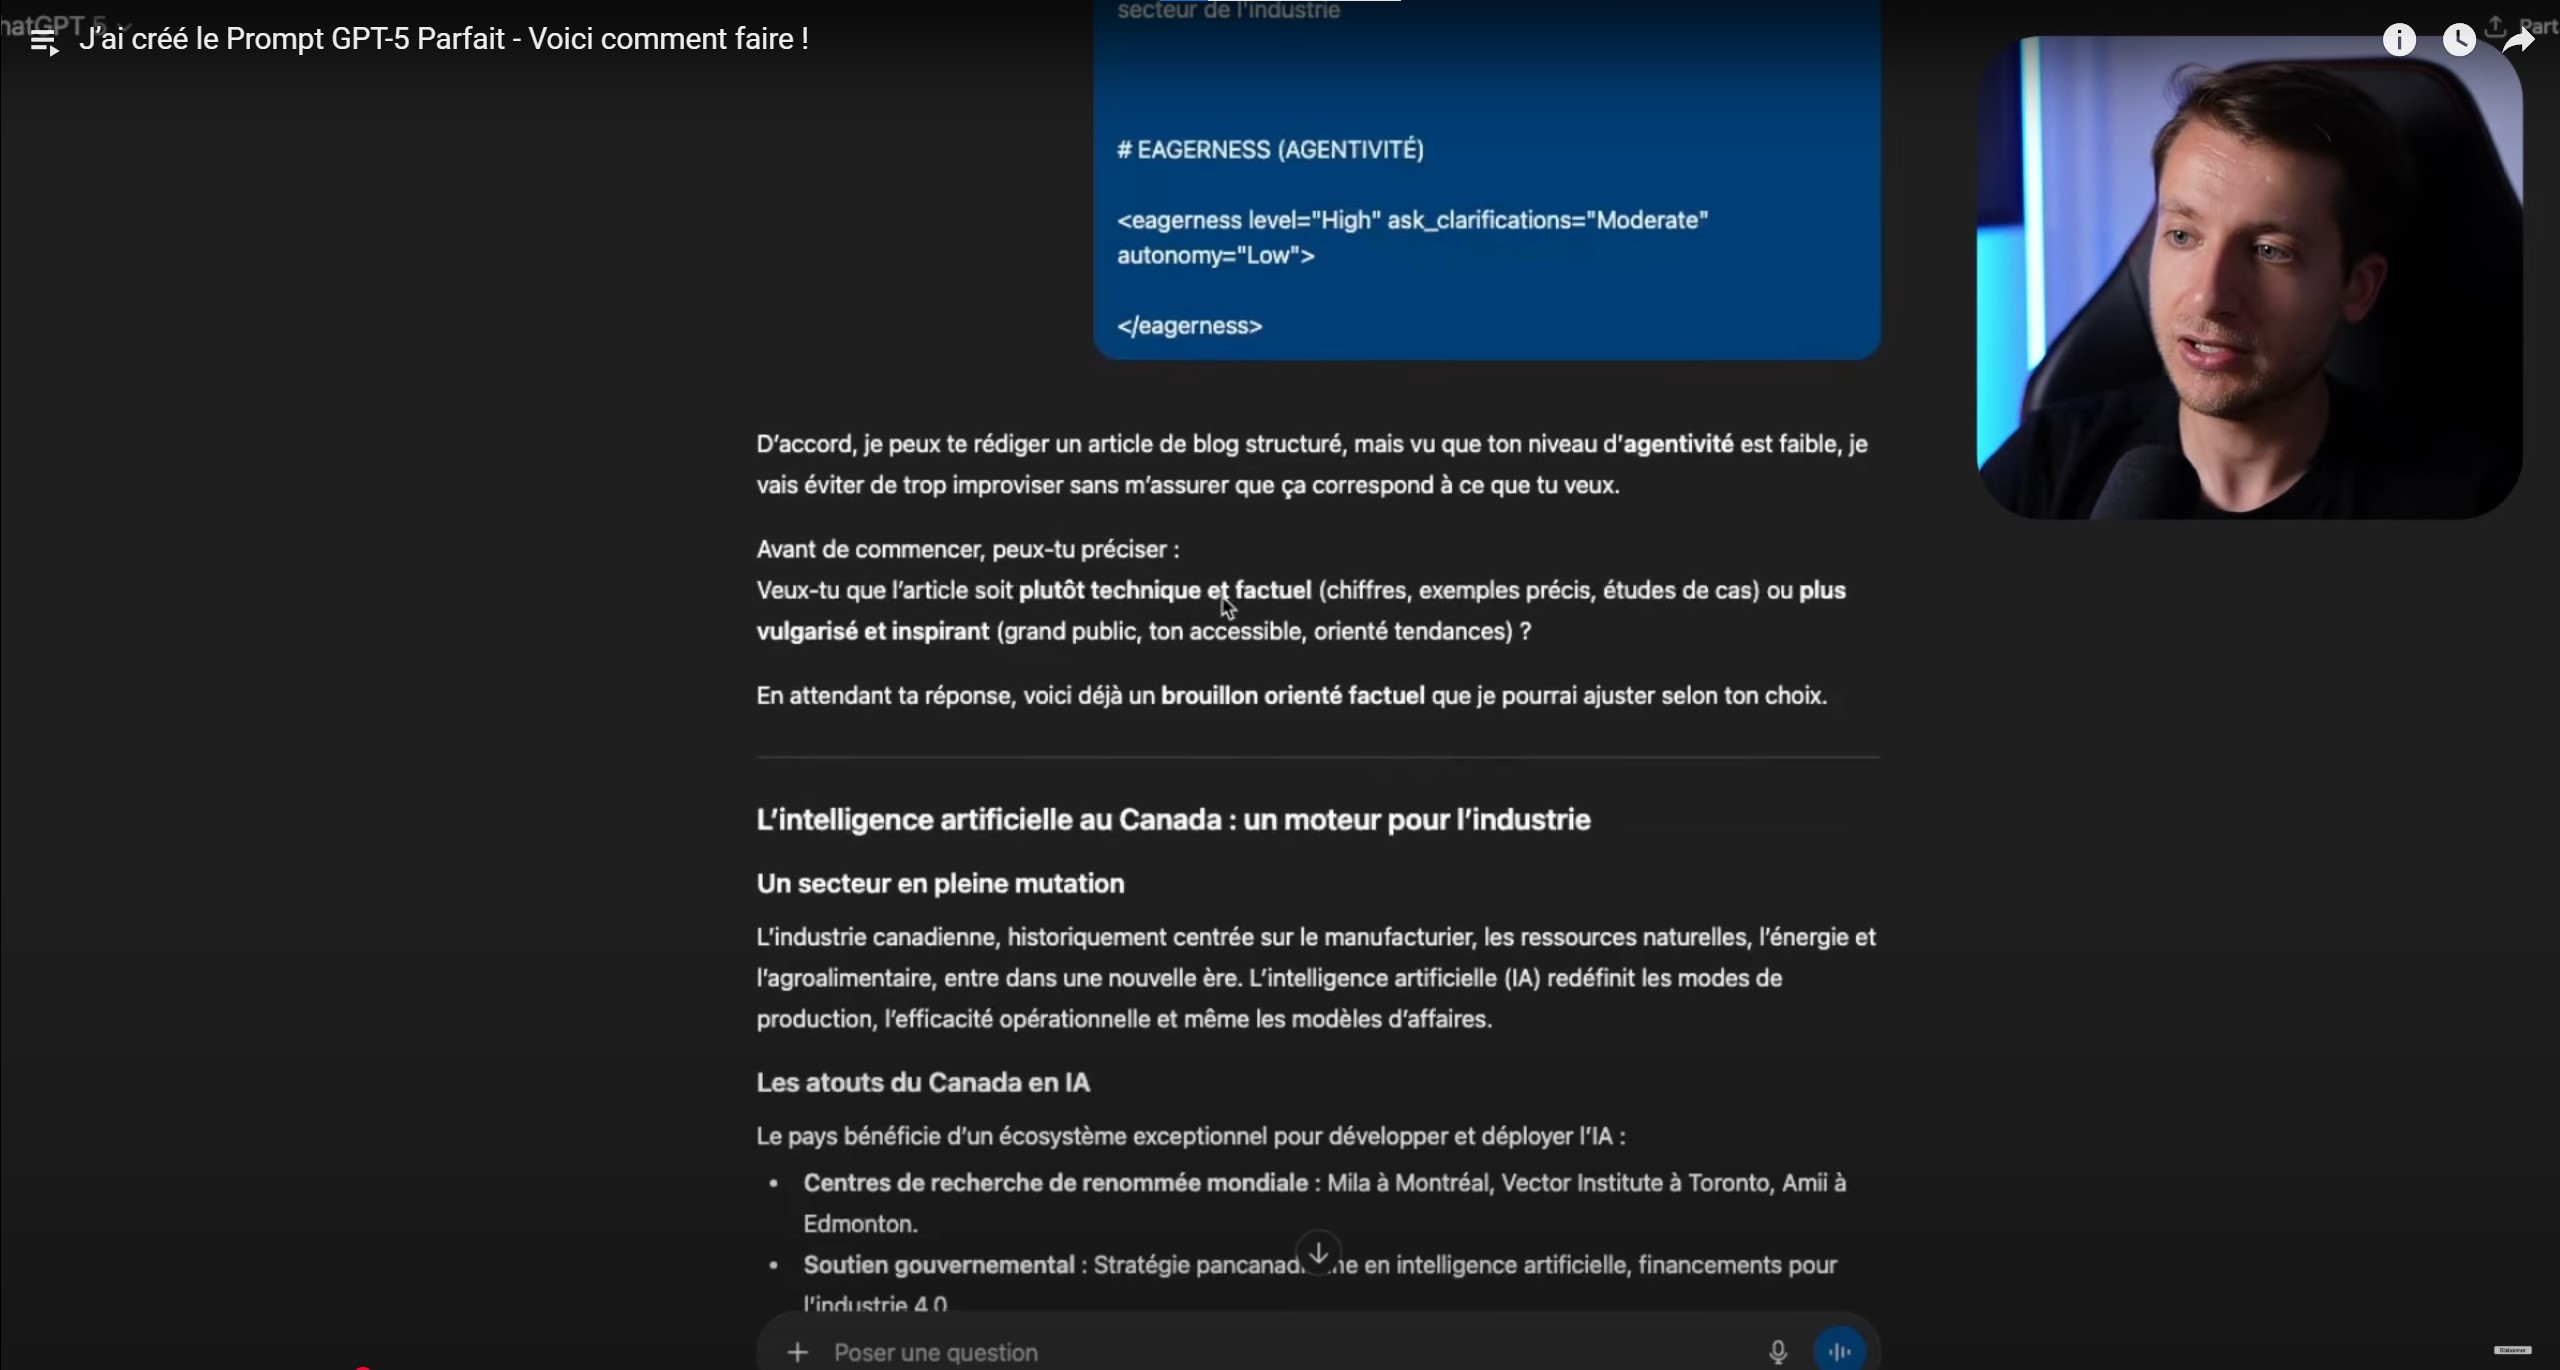 hatGPT 5
Part
J'ai créé le Prompt GPT-5 Parfait - Voici comment faire !
secteur de l'industrie
# EAGERNESS (AGENTIVITÉ)
<eagerness level="High" ask_clarifications="Moderate"
autonomy="Low">
</eagerness>
D'accord, je peux te rédiger un article de blog structuré, mais vu que ton niveau d'agentivité est faible, je
vais éviter de trop improviser sans m'assurer que ça correspond à ce que tu veux.
Avant de commencer, peux-tu préciser :
Veux-tu que l'article soit plutôt technique et factuel (chiffres, exemples précis, études de cas) ou plus
vulgarisé et inspirant (grand public, ton accessible, orienté tendances) ?
En attendant ta réponse, voici déjà un brouillon orienté factuel que je pourrai ajuster selon ton choix.
L'intelligence artificielle au Canada : un moteur pour l'industrie
Un secteur en pleine mutation
L'industrie canadienne, historiquement centrée sur le manufacturier, les ressources naturelles, l'énergie et
l'agroalimentaire, entre dans une nouvelle ère. L'intelligence artificielle (IA) redéfinit les modes de
production, l'efficacité opérationnelle et même les modèles d'affaires.
Les atouts du Canada en IA
Le pays bénéficie d'un écosystème exceptionnel pour développer et déployer l'IA :
• Centres de recherche de renommée mondiale : Mila à Montréal, Vector Institute à Toronto, Amii à
Edmonton.
• Soutien gouvernemental : Stratégie en intelligence artificielle, financements pour
l'industrie 4.0
Poser une question